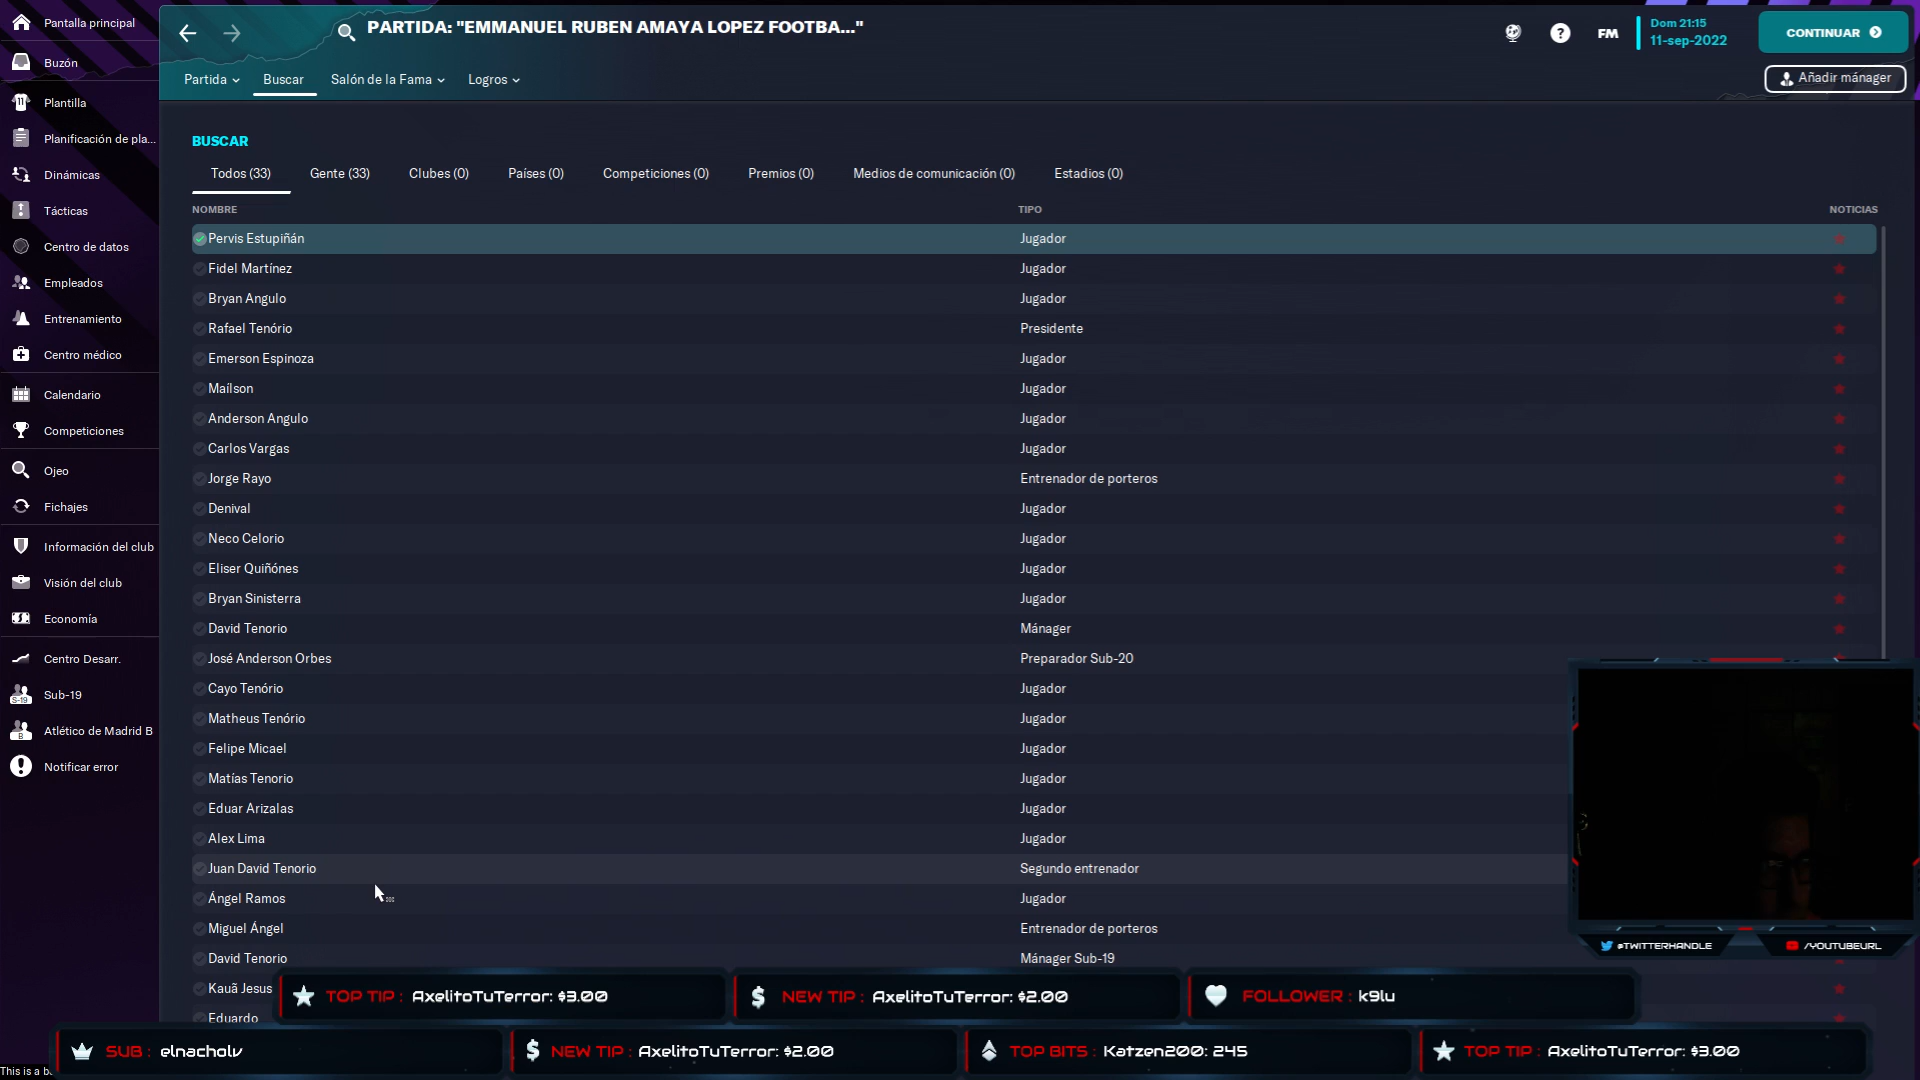 Pantalla principal
Buzón
Plantilla
Planificación de pla...
Dinámicas
Tácticas
Centro de datos
Empleados
Entrenamiento
Centro médico
Calendario
Competiciones
Ojeo
Fichajes
Información del club
Visión del club
Economía
Centro Desarr.
S-19
Sub-19
B
Atlético de Madrid B
Notificar error
This is a b
PARTIDA: "EMMANUEL RUBEN AMAYA LOPEZ FOOTBA..."
?
FM
Dom 21:15
11-sep-2022
CONTINUAR
Partida
Buscar
Salón de la Fama
Logros
Añadir mánager
BUSCAR
Todos (33) Gente (33) Clubes (0) Países (0) Competiciones (0) Premios (0) Medios de comunicación (0) Estadios (0)
NOMBRE TIPO NOTICIAS
Pervis Estupiñán Jugador
Fidel Martínez Jugador
Bryan Angulo Jugador
Rafael Tenório Presidente
Emerson Espinoza Jugador
Maílson Jugador
Anderson Angulo Jugador
Carlos Vargas Jugador
Jorge Rayo Entrenador de porteros
Denival Jugador
Neco Celorio Jugador
Eliser Quiñónes Jugador
Bryan Sinisterra Jugador
David Tenorio Mánager
José Anderson Orbes Preparador Sub-20
Cayo Tenório Jugador
Matheus Tenório Jugador
Felipe Micael Jugador
Matías Tenorio Jugador
Eduar Arizalas Jugador
Alex Lima Jugador
Juan David Tenorio Segundo entrenador
Ángel Ramos Jugador
Miguel Ángel Entrenador de porteros
David Tenorio Mánager Sub-19
Kauã Jesus
Eduardo
@TWITTERHANDLE
/YOUTUBEURL
TOP TIP : AxelitoTuTerror: $3.00
NEW TIP : AxelitoTuTerror: $2.00
FOLLOWER : k9lu
SUB : elnacholv
NEW TIP : AxelitoTuTerror: $2.00
TOP BITS : Katzen200: 245
TOP TIP : AxelitoTuTerror: $3.00